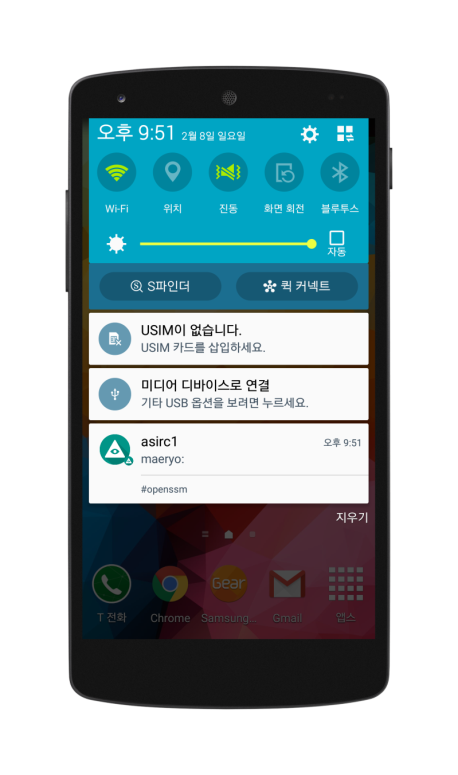 오후 9:51 2월 8일 일요일
Wi-Fi 위치 진동 화면 회전 블루투스
자동
S파인더 퀵 커넥트
USIM이 없습니다.
USIM 카드를 삽입하세요.
미디어 디바이스로 연결
기타 USB 옵션을 보려면 누르세요.
asirc1 오후 9:51
maeryo:
#openssm
지우기
Gear
T 전화 Chrome Samsung... Gmail 앱스